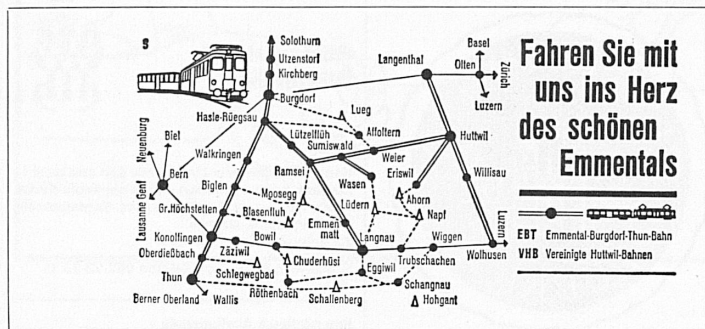 S
Solothurn
Utzenstorf
Kirchberg
Burgdorf
Langenthal
Basel
Olten
Zürich
Luzern
Lueg
Hasle-Rüegsau
Affoltern
Lützelflüh
Sumiswald
Huttwil
Neuenburg
Biel
Walkringen
Weier
Ramsei
Eriswil
Willisau
Bern
Wasen
Biglen
Moosegg
Ahorn
Lausanne Genf
Gr. Höchstetten
Blasenfluh
Lüdern
Napf
Emmenmatt
Luzern
Konolfingen
Bowil
Langnau
Wiggen
Oberdießbach
Zäziwil
Chuderhüsi
Trubschachen
Wolhusen
Schlegwegbad
Eggiwil
Thun
Schangnau
Berner Oberland
Wallis
Röthenbach
Schallenberg
Hohgant
Fahren Sie mit
uns ins Herz
des schönen
Emmentals
EBT Emmental-Burgdorf-Thun-Bahn
VHB Vereinigte Huttwil-Bahnen